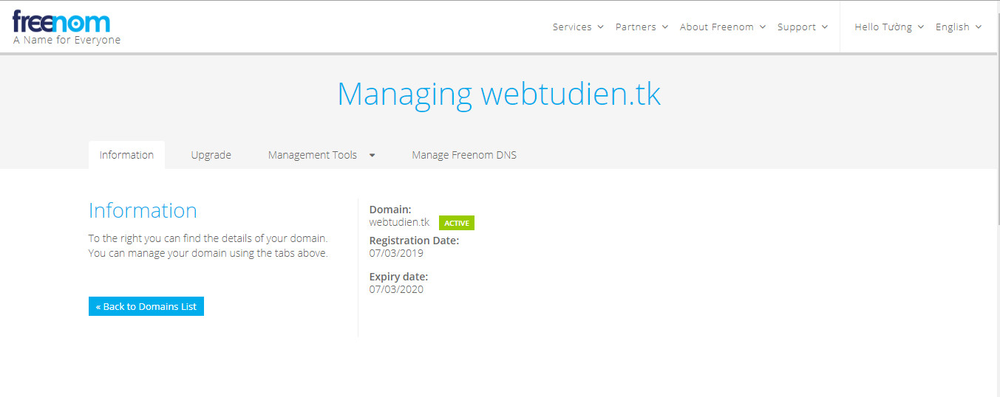 freenom
A Name for Everyone
Services Partners About Freenom Support Hello Tường English
Managing webtudien.tk
Information Upgrade Management Tools Manage Freenom DNS
Information
To the right you can find the details of your domain.
You can manage your domain using the tabs above.
« Back to Domains List
Domain:
webtudien.tk ACTIVE
Registration Date:
07/03/2019
Expiry date:
07/03/2020